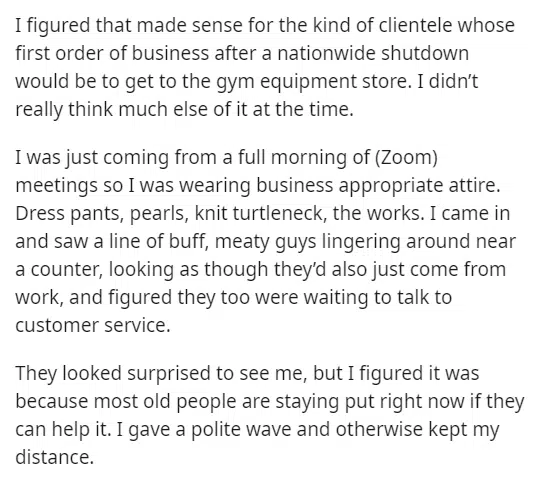 I figured that made sense for the kind of clientele whose
first order of business after a nationwide shutdown
would be to get to the gym equipment store. I didn’t
really think much else of it at the time.
I was just coming from a full morning of (Zoom)
meetings so I was wearing business appropriate attire.
Dress pants, pearls, knit turtleneck, the works. I came in
and saw a line of buff, meaty guys lingering around near
a counter, looking as though they’d also just come from
work, and figured they too were waiting to talk to
customer service.
They looked surprised to see me, but I figured it was
because most old people are staying put right now if they
can help it. I gave a polite wave and otherwise kept my
distance.